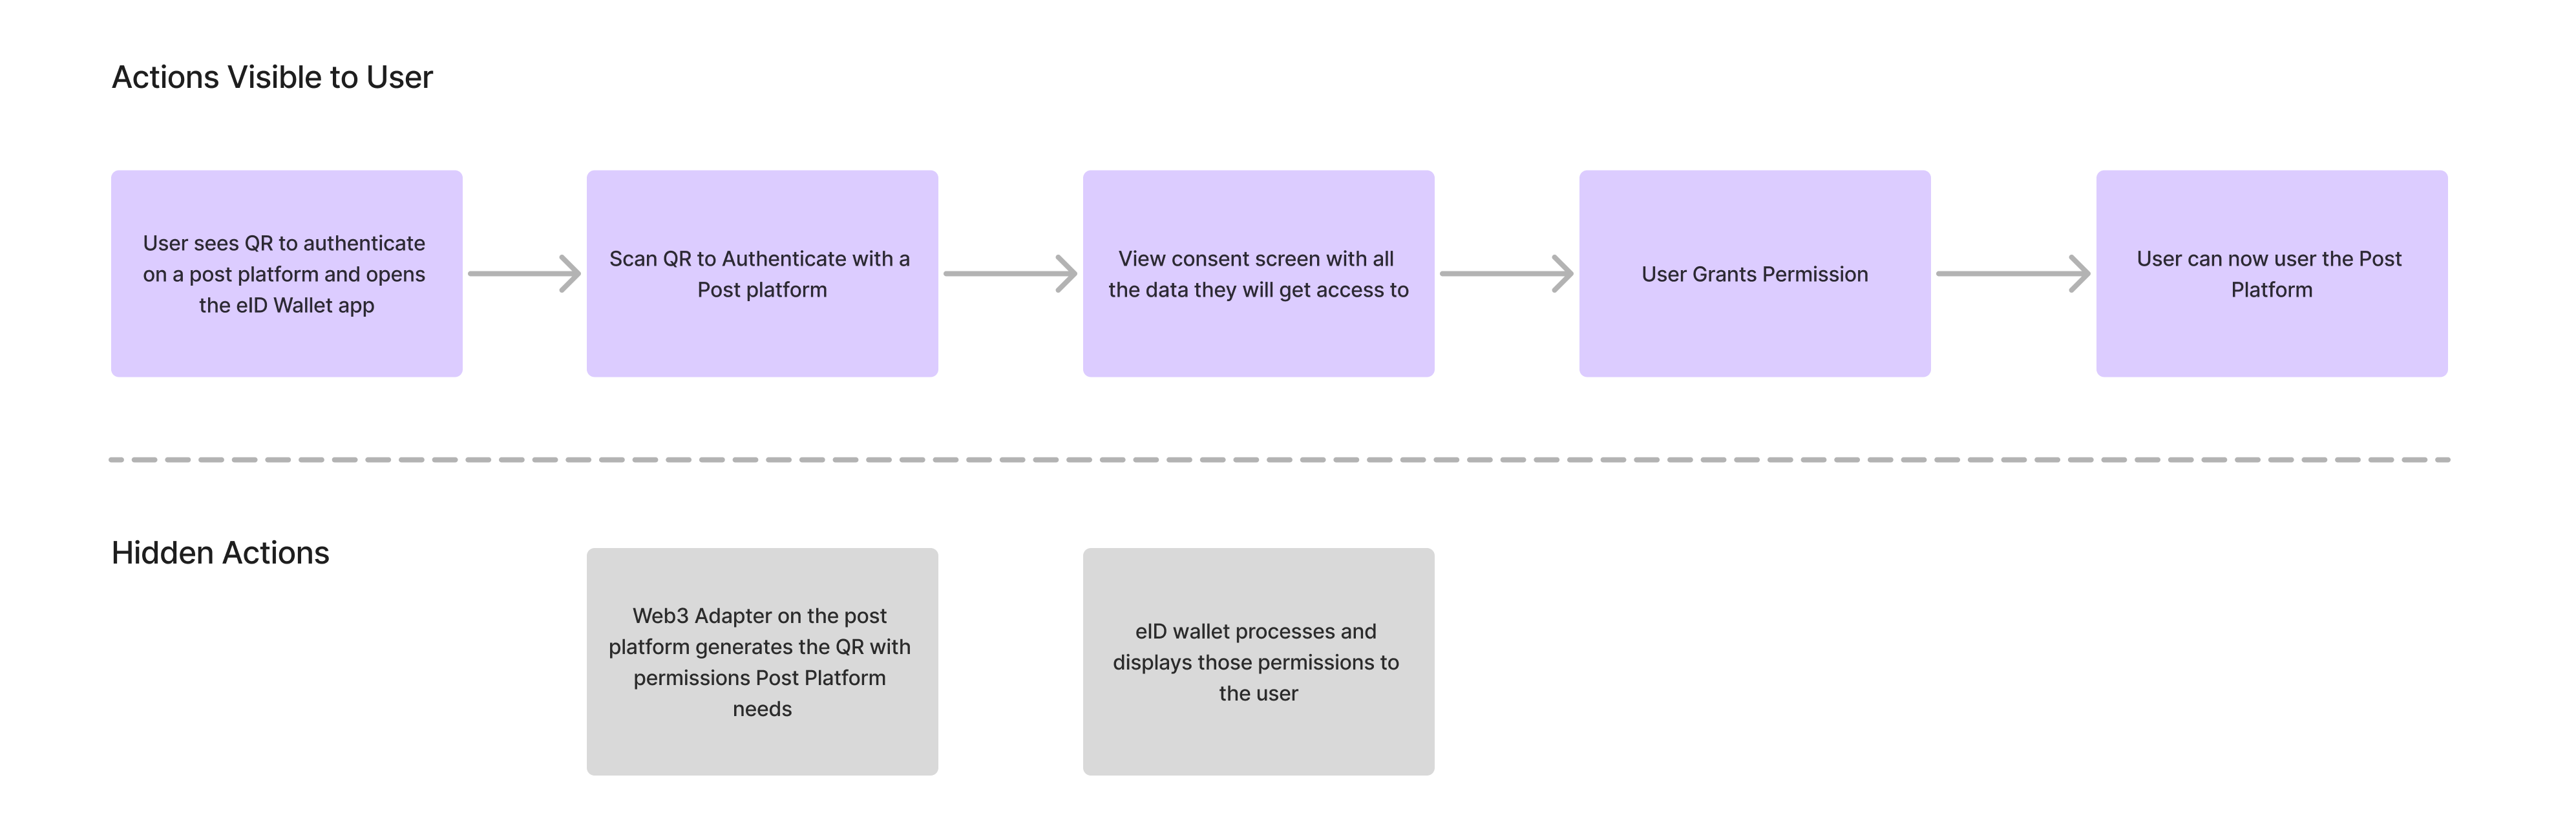 Actions Visible to User
User sees QR to authenticate
on a post platform and opens
the eID Wallet app
Scan QR to Authenticate with a
Post platform
View consent screen with all
the data they will get access to
User Grants Permission
User can now user the Post
Platform
Hidden Actions
Web3 Adapter on the post
platform generates the QR with
permissions Post Platform
needs
eID wallet processes and
displays those permissions to
the user